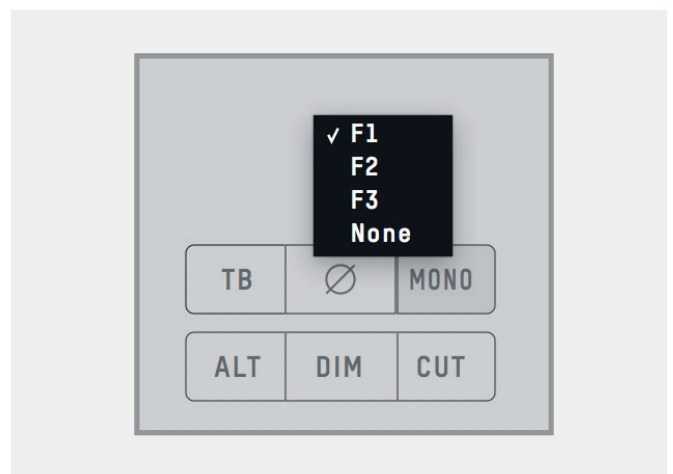 ✓ F1
F2
F3
None
TB Ø MONO
ALT DIM CUT